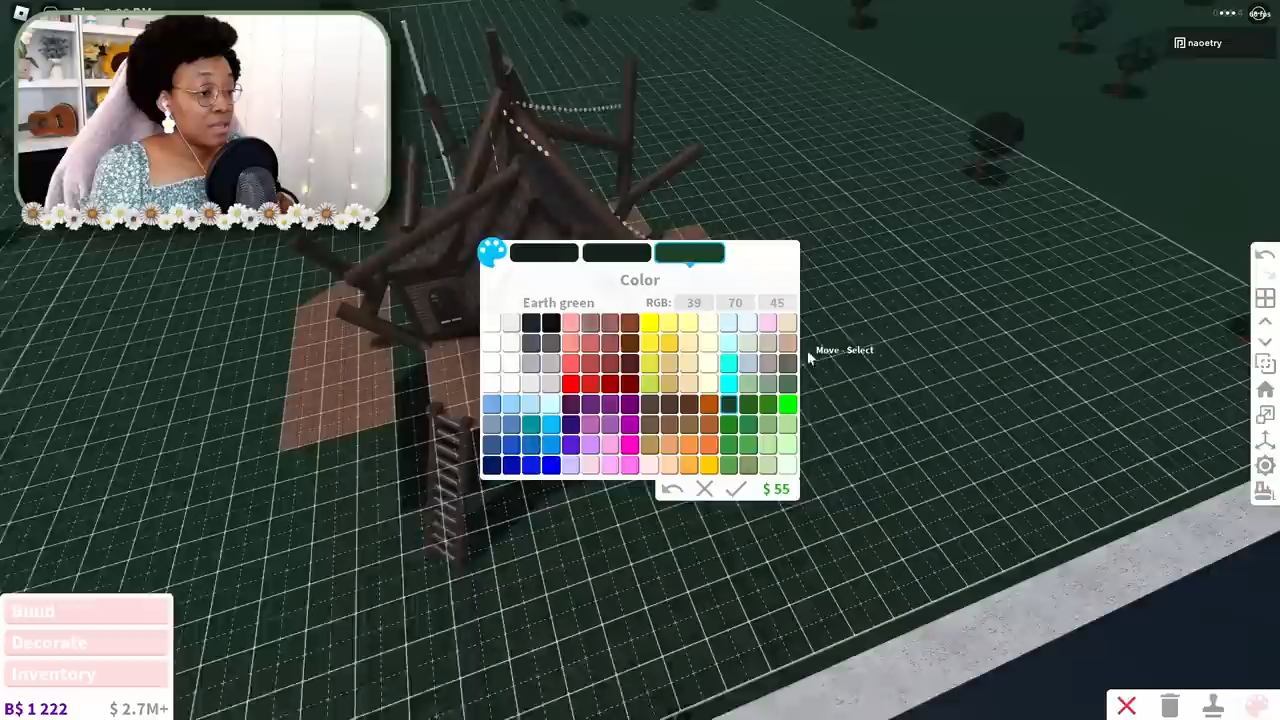 naoetry
Color
Earth green RGB: 39 70 45
Move - Select
$ 55
Build
Decorate
Inventory
B$ 1 222 $ 2.7M+